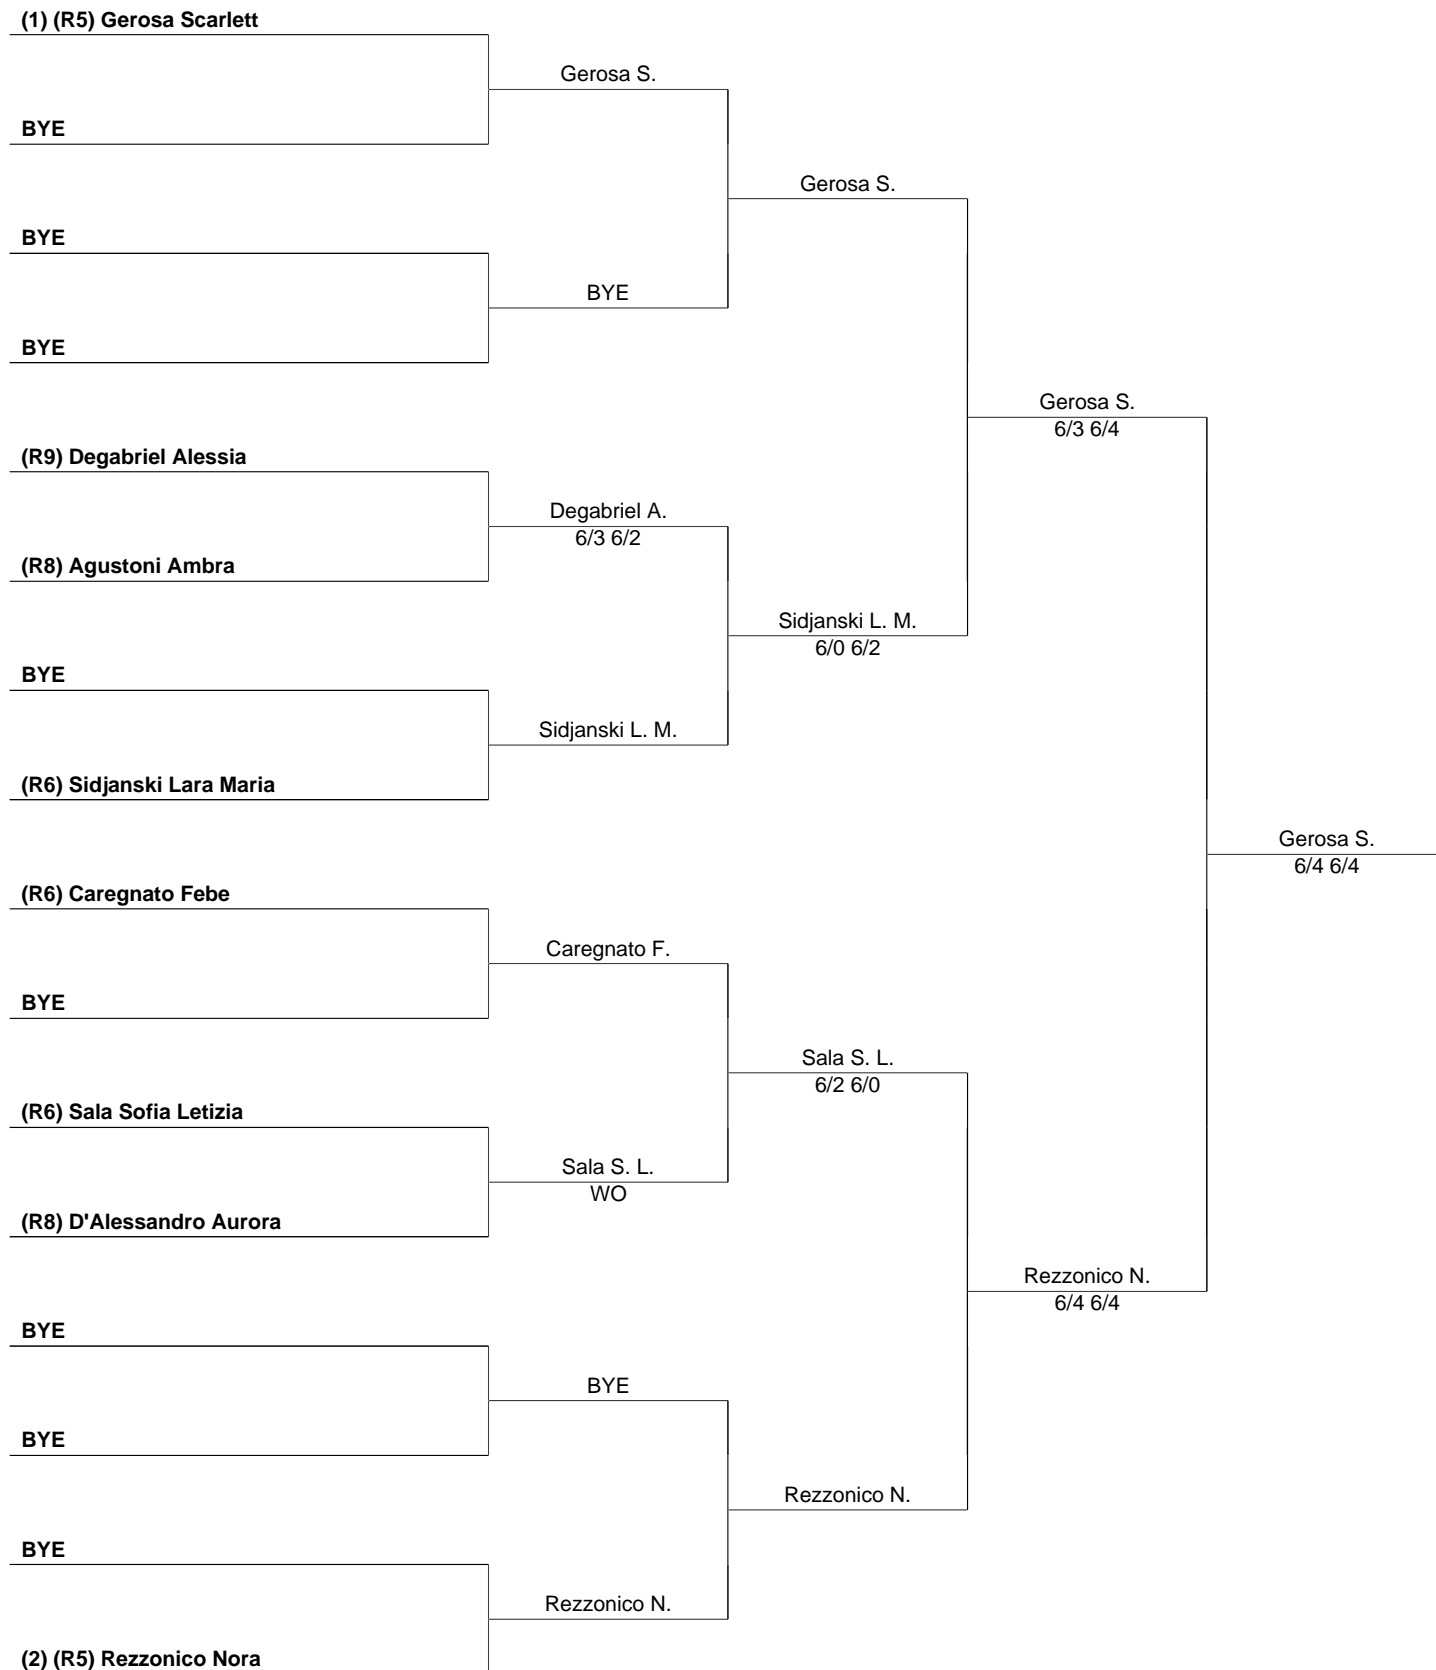 (1) (R5) Gerosa Scarlett
Gerosa S.
BYE
Gerosa S.
BYE
BYE
BYE
Gerosa S.
6/3 6/4
(R9) Degabriel Alessia
Degabriel A.
6/3 6/2
(R8) Agustoni Ambra
Sidjanski L. M.
6/0 6/2
BYE
Sidjanski L. M.
(R6) Sidjanski Lara Maria
Gerosa S.
6/4 6/4
(R6) Caregnato Febe
Caregnato F.
BYE
Sala S. L.
6/2 6/0
(R6) Sala Sofia Letizia
Sala S. L.
WO
(R8) D'Alessandro Aurora
Rezzonico N.
6/4 6/4
BYE
BYE
BYE
Rezzonico N.
BYE
Rezzonico N.
(2) (R5) Rezzonico Nora